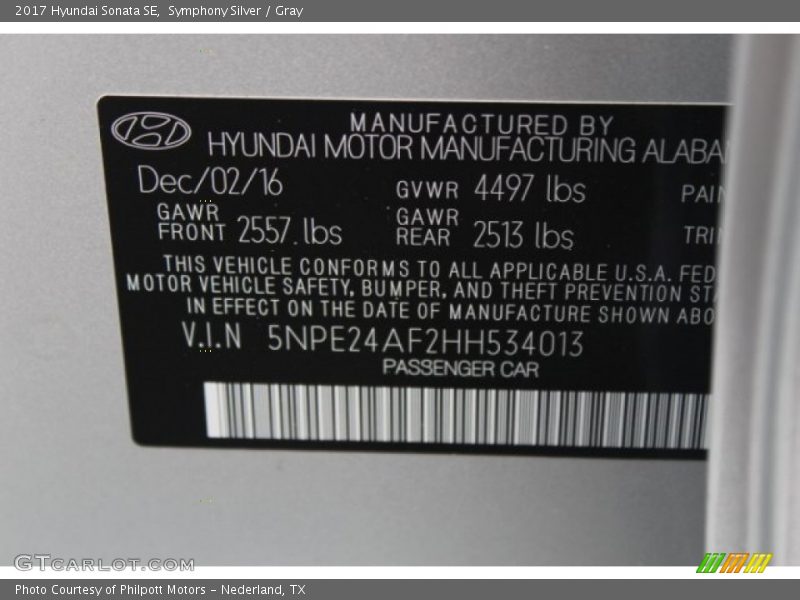 2017 Hyundai Sonata SE, Symphony Silver / Gray
MANUFACTURED BY
HYUNDAI MOTOR MANUFACTURING ALABA
Dec/02/16
GVWR 4497 lbs
PAIN
GAWR FRONT 2557 lbs
GAWR REAR 2513 lbs
TRI
THIS VEHICLE CONFORMS TO ALL APPLICABLE U.S.A. FED
MOTOR VEHICLE SAFETY, BUMPER, AND THEFT PREVENTION STA
IN EFFECT ON THE DATE OF MANUFACTURE SHOWN ABO
V.I.N 5NPE24AF2HH534013
PASSENGER CAR
GTCARLOT.COM
Photo Courtesy of Philpott Motors - Nederland, TX